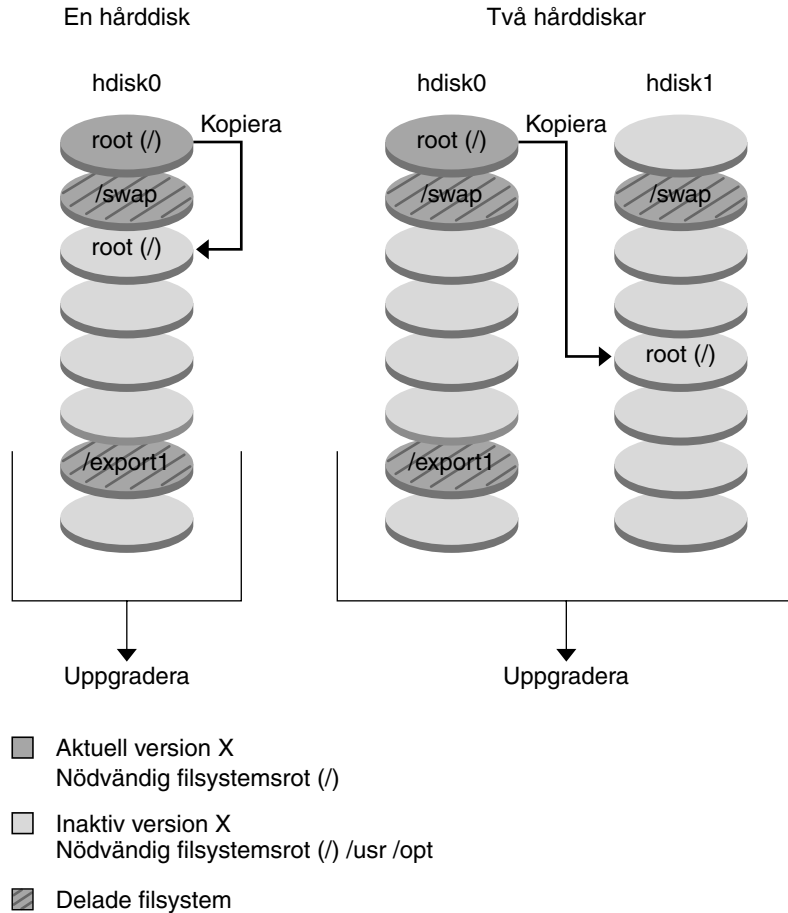 En hårddisk
Två hårddiskar
hdisk0
hdisk0
hdisk1
root (/)
Kopiera
root (/)
Kopiera
/swap
/swap
/swap
root (/)
root (/)
/export1
/export1
Uppgradera
Uppgradera
Aktuell version X
Nödvändig filsystemsrot (/)
Inaktiv version X
Nödvändig filsystemsrot (/) /usr /opt
Delade filsystem